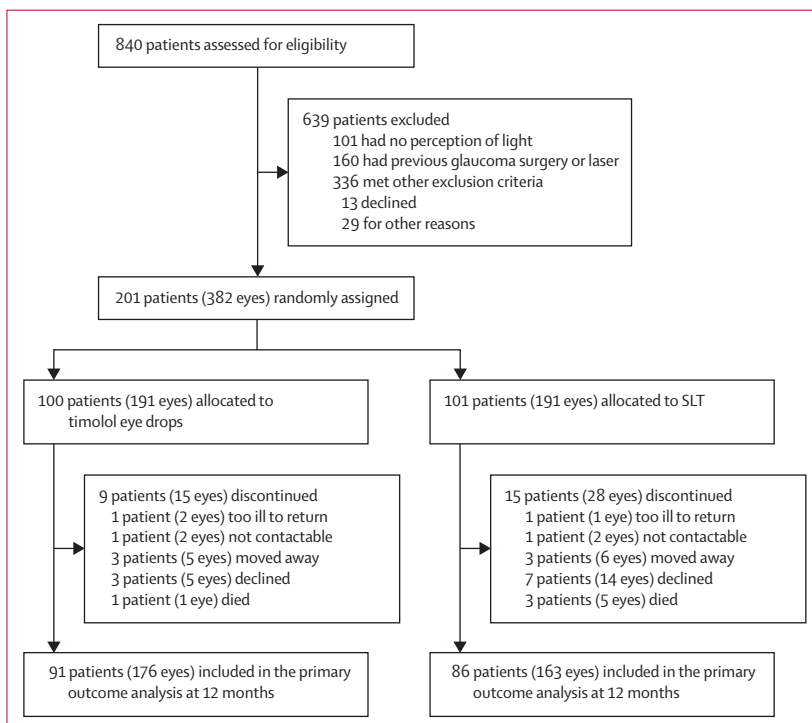 840 patients assessed for eligibility
639 patients excluded
101 had no perception of light
160 had previous glaucoma surgery or laser
336 met other exclusion criteria
13 declined
29 for other reasons
201 patients (382 eyes) randomly assigned
100 patients (191 eyes) allocated to
timolol eye drops
101 patients (191 eyes) allocated to SLT
9 patients (15 eyes) discontinued
1 patient (2 eyes) too ill to return
1 patient (2 eyes) not contactable
3 patients (5 eyes) moved away
3 patients (5 eyes) declined
1 patient (1 eye) died
15 patients (28 eyes) discontinued
1 patient (1 eye) too ill to return
1 patient (2 eyes) not contactable
3 patients (6 eyes) moved away
7 patients (14 eyes) declined
3 patients (5 eyes) died
91 patients (176 eyes) included in the primary
outcome analysis at 12 months
86 patients (163 eyes) included in the primary
outcome analysis at 12 months